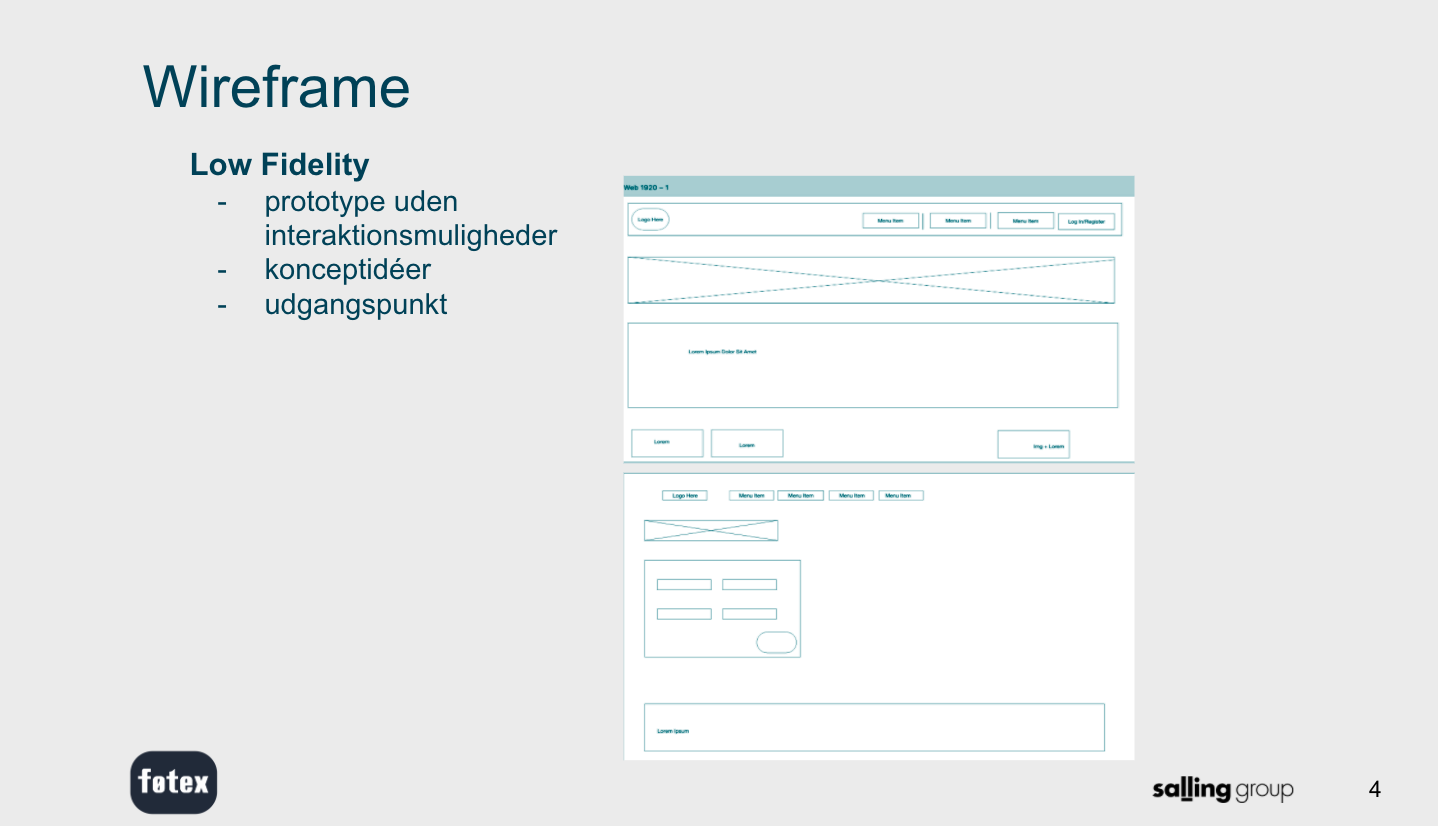 Wireframe
Low Fidelity
- prototype uden
interaktionsmuligheder
- konceptidéer
- udgangspunkt
Web 1920 – 1
Logo Here
Menu Item
Menu Item
Menu Item
Log In/Register
Lorem Ipsum Dolor Sit Amet
Lorem
Lorem
Img + Lorem
Logo Here
Menu Item
Menu Item
Menu Item
Menu Item
Lorem Ipsum
føtex
salling group
4